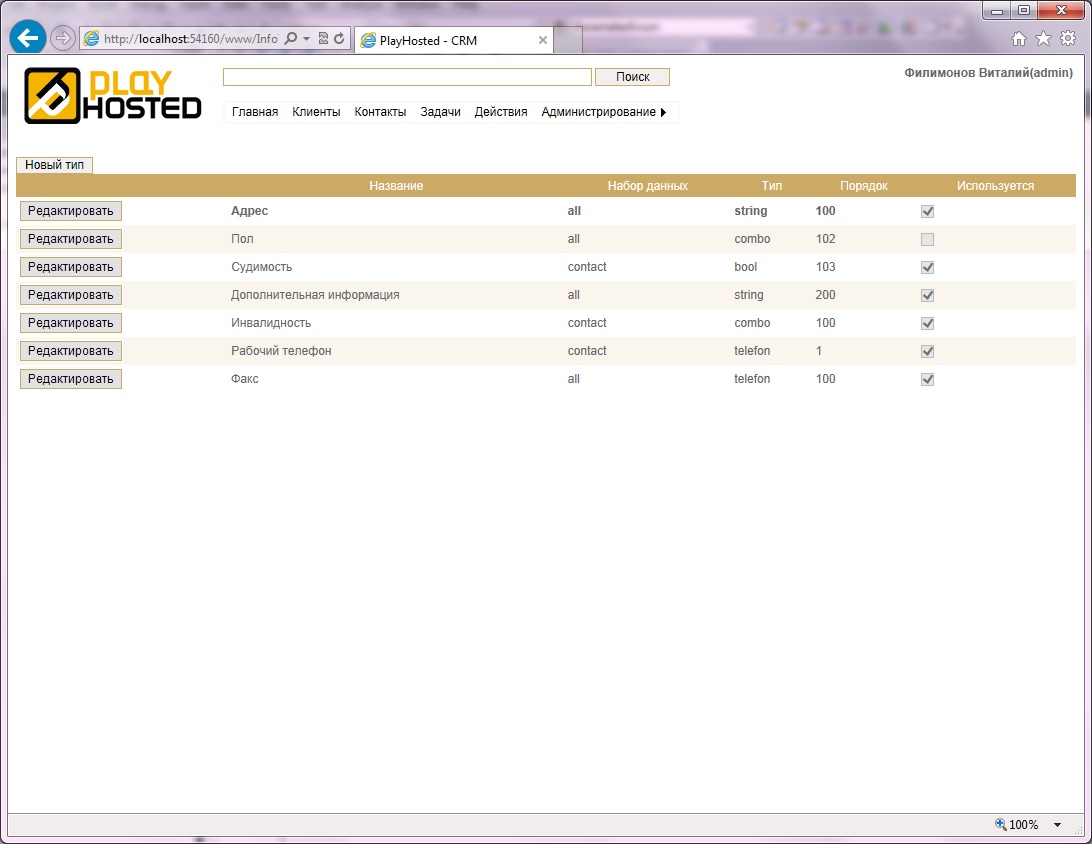 http://localhost:54160/www/Info
PlayHosted - CRM
PLAY
HOSTED
Поиск
Филимонов Виталий(admin)
Главная Клиенты Контакты Задачи Действия Администрирование
Новый тип
Название Набор данных Тип Порядок Используется
Редактировать Адрес all string 100
Редактировать Пол all combo 102
Редактировать Судимость contact bool 103
Редактировать Дополнительная информация all string 200
Редактировать Инвалидность contact combo 100
Редактировать Рабочий телефон contact telefon 1
Редактировать Факс all telefon 100
100%